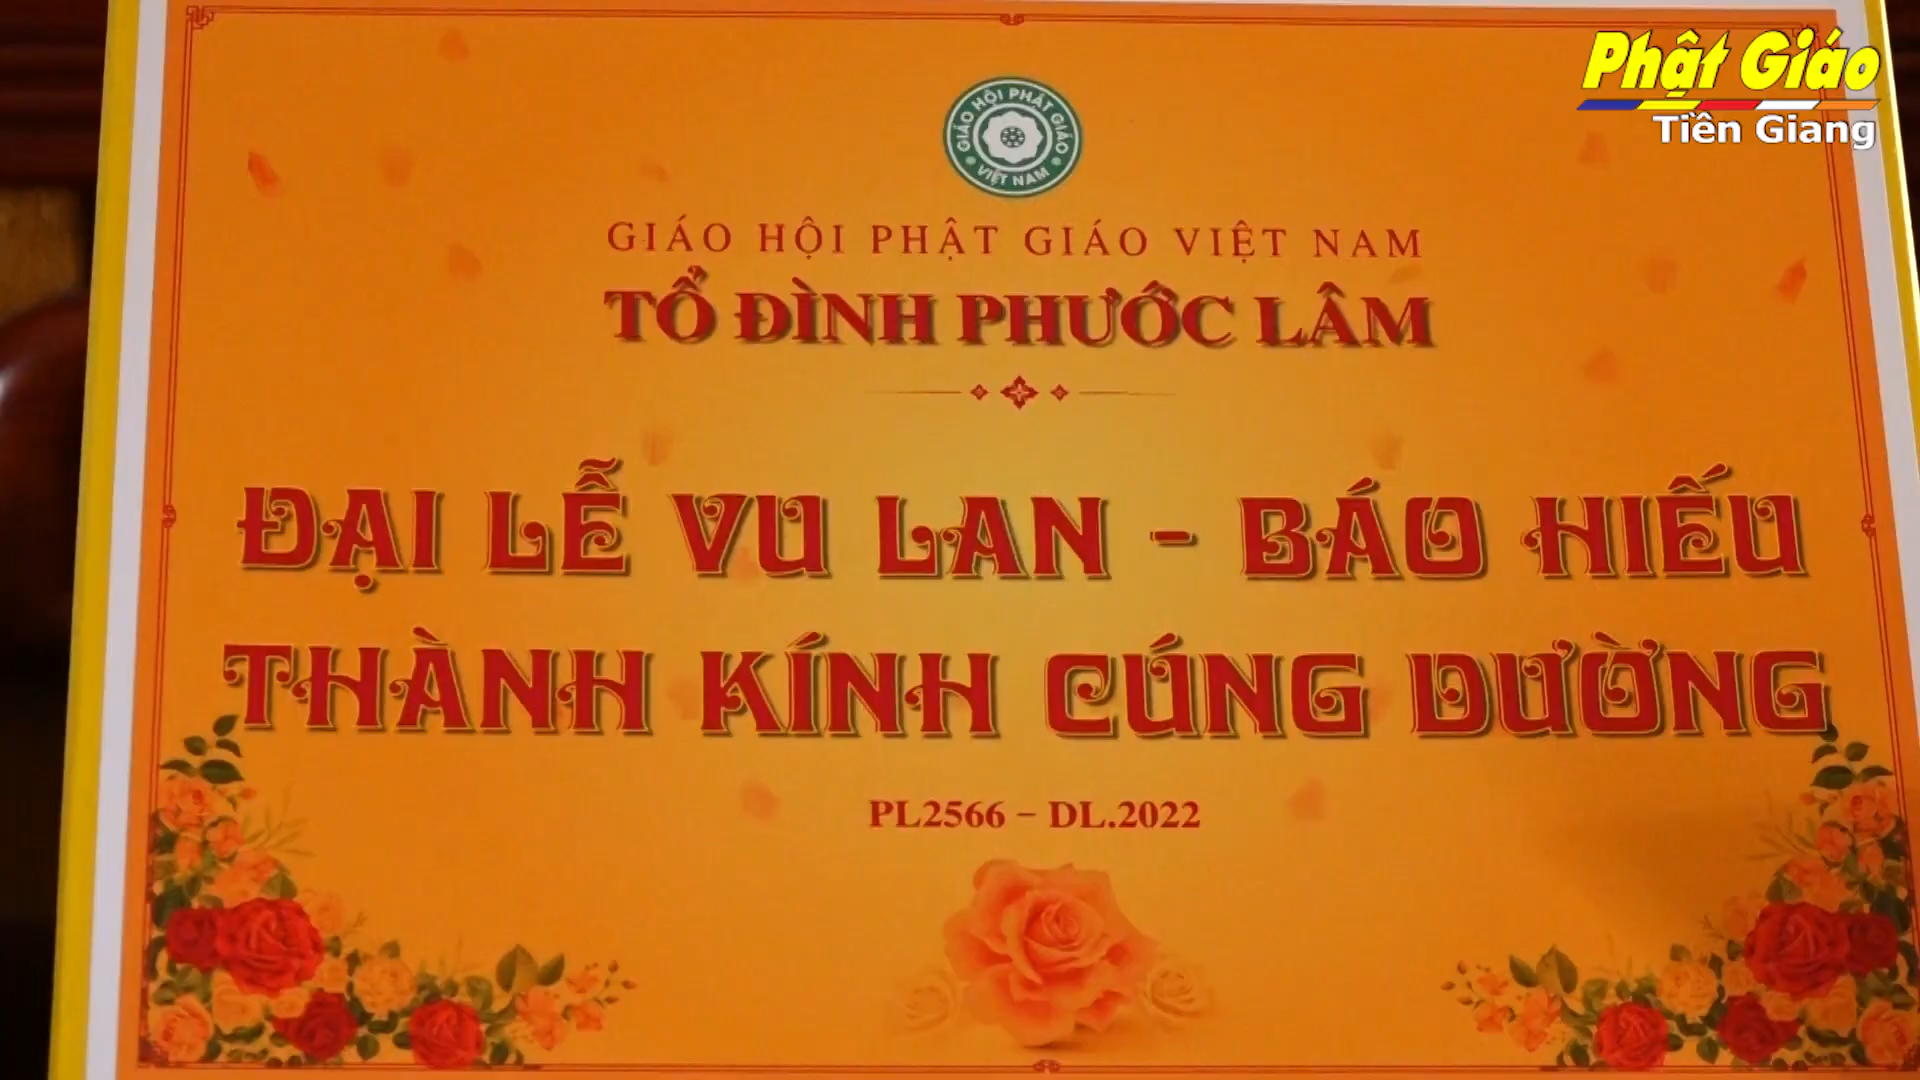 Phật Giáo
Tiền Giang
GIÁO HỘI PHẬT GIÁO
VIỆT NAM
GIÁO HỘI PHẬT GIÁO VIỆT NAM
TỔ ĐÌNH PHƯỚC LÂM
ĐẠI LỄ VU LAN - BÁO HIẾU
THÀNH KÍNH CÚNG DƯỜNG
PL2566 – DL.2022